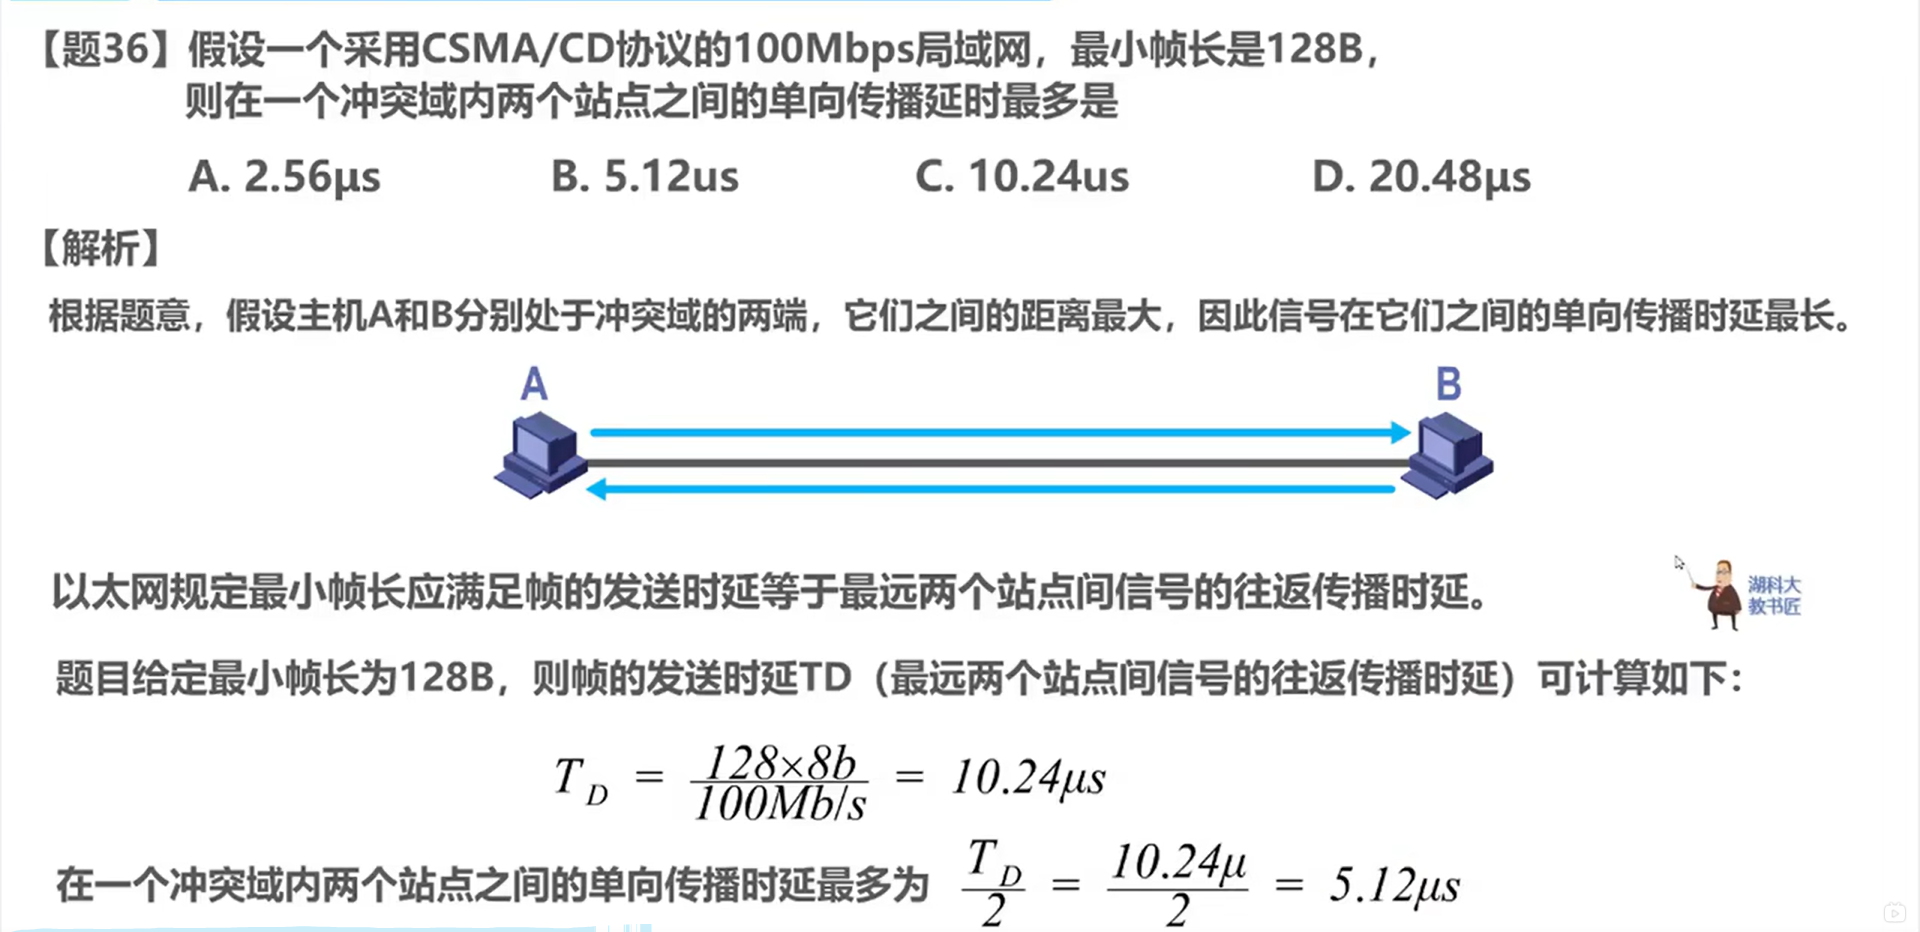 【题36】假设一个采用CSMA/CD协议的100Mbps局域网，最小帧长是128B，
则在一个冲突域内两个站点之间的单向传播延时最多是
A. 2.56μs B. 5.12us C. 10.24us D. 20.48μs
【解析】
根据题意，假设主机A和B分别处于冲突域的两端，它们之间的距离最大，因此信号在它们之间的单向传播时延最长。
A B
以太网规定最小帧长应满足帧的发送时延等于最远两个站点间信号的往返传播时延。
湖科大
教书匠
题目给定最小帧长为128B，则帧的发送时延TD（最远两个站点间信号的往返传播时延）可计算如下：
T_D = 128×8b / 100Mb/s = 10.24μs
在一个冲突域内两个站点之间的单向传播时延最多为 T_D / 2 = 10.24μ / 2 = 5.12μs